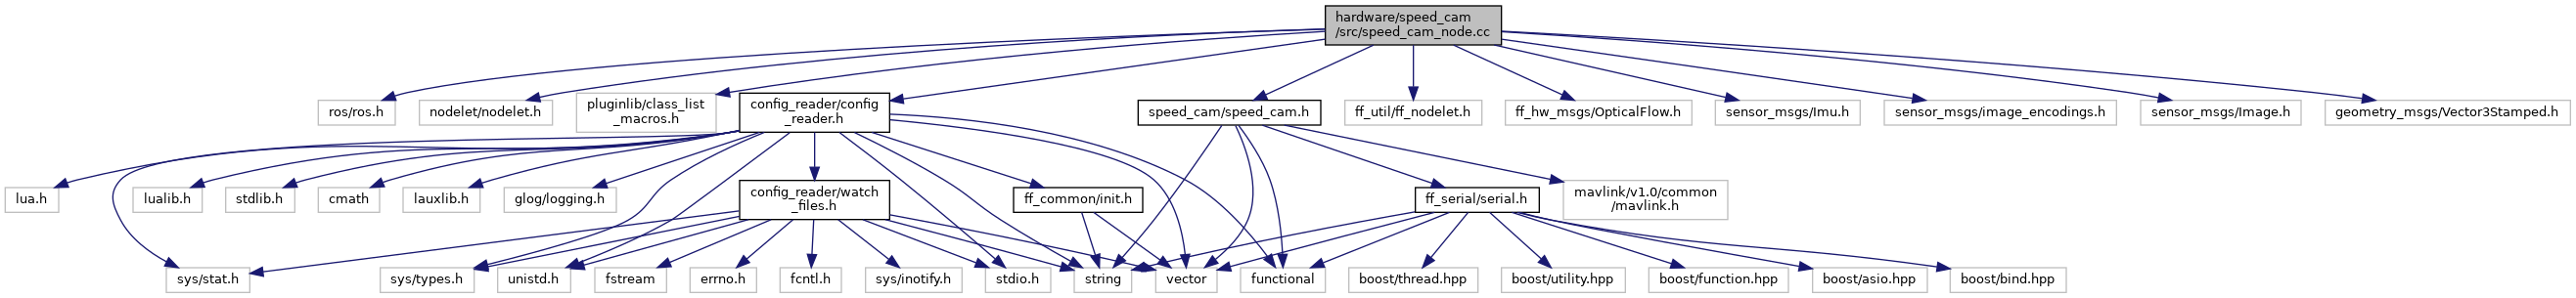 hardware/speed_cam
/src/speed_cam_node.cc
ros/ros.h
nodelet/nodelet.h
pluginlib/class_list
_macros.h
config_reader/config
_reader.h
speed_cam/speed_cam.h
ff_util/ff_nodelet.h
ff_hw_msgs/OpticalFlow.h
sensor_msgs/Imu.h
sensor_msgs/image_encodings.h
sensor_msgs/Image.h
geometry_msgs/Vector3Stamped.h
lua.h
lualib.h
stdlib.h
cmath
lauxlib.h
glog/logging.h
config_reader/watch
_files.h
ff_common/init.h
ff_serial/serial.h
mavlink/v1.0/common
/mavlink.h
sys/stat.h
sys/types.h
unistd.h
fstream
errno.h
fcntl.h
sys/inotify.h
stdio.h
string
vector
functional
boost/thread.hpp
boost/utility.hpp
boost/function.hpp
boost/asio.hpp
boost/bind.hpp